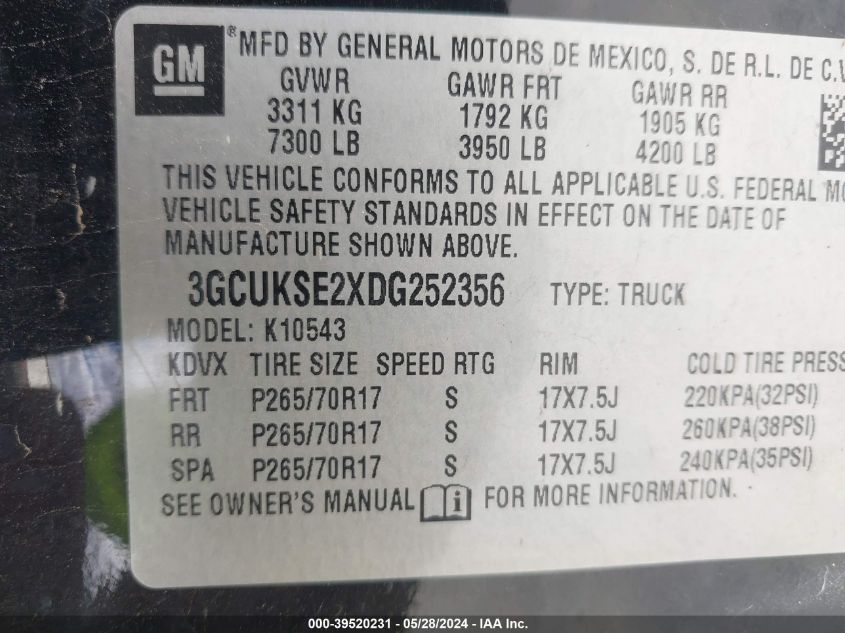 GM
®MFD BY GENERAL MOTORS DE MEXICO, S. DE R.L. DE C.V
GVWR GAWR FRT GAWR RR
3311 KG 1792 KG 1905 KG
7300 LB 3950 LB 4200 LB
THIS VEHICLE CONFORMS TO ALL APPLICABLE U.S. FEDERAL MO
VEHICLE SAFETY STANDARDS IN EFFECT ON THE DATE OF
MANUFACTURE SHOWN ABOVE.
3GCUKSE2XDG252356 TYPE: TRUCK
MODEL: K10543
KDVX TIRE SIZE SPEED RTG RIM COLD TIRE PRESS
FRT P265/70R17 S 17X7.5J 220KPA(32PSI)
RR P265/70R17 S 17X7.5J 260KPA(38PSI)
SPA P265/70R17 S 17X7.5J 240KPA(35PSI)
SEE OWNER'S MANUAL i FOR MORE INFORMATION.
000-39520231 - 05/28/2024 - IAA Inc.